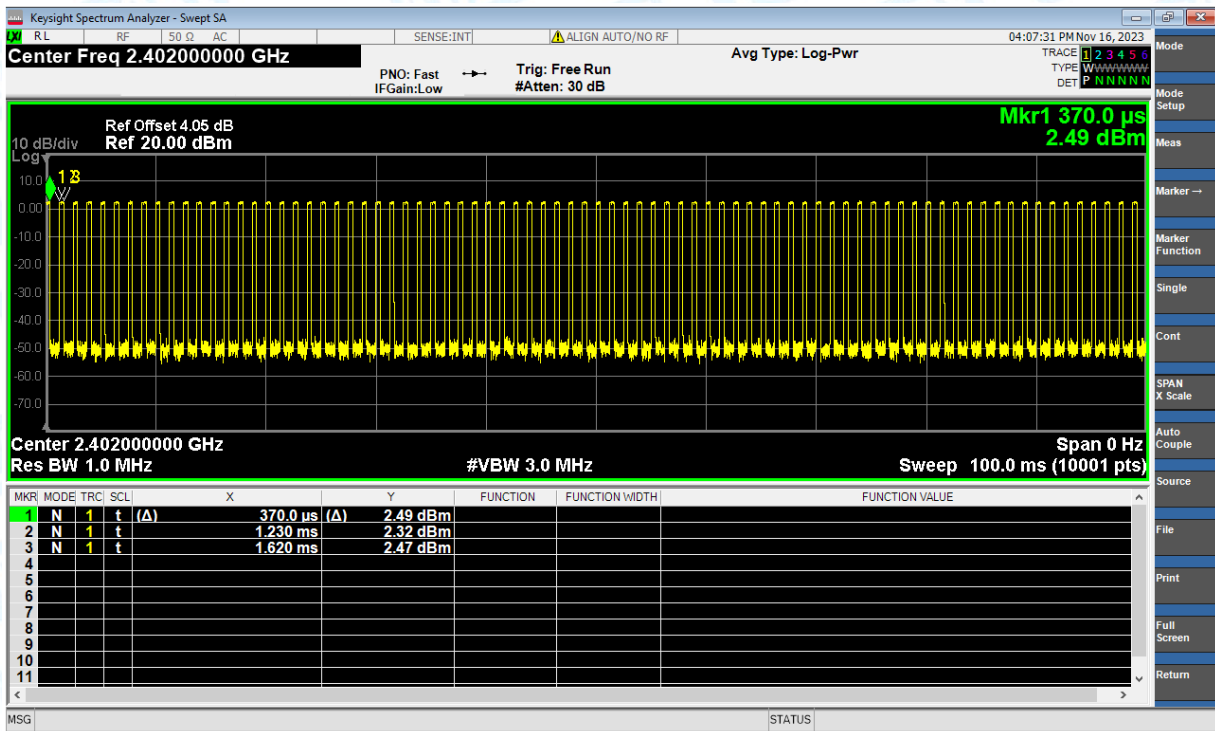 Keysight Spectrum Analyzer - Swept SA
LXI RL RF 50 Ω AC SENSE:INT ALIGN AUTO/NO RF 04:07:31 PM Nov 16, 2023
Center Freq 2.402000000 GHz Avg Type: Log-Pwr TRACE 1 2 3 4 5 6
PNO: Fast Trig: Free Run TYPE WWWWWW
IFGain:Low #Atten: 30 dB DET P N N N N N
Mkr1 370.0 µs
Ref Offset 4.05 dB
10 dB/div Ref 20.00 dBm 2.49 dBm
Log
10.0
0.00
-10.0
-20.0
-30.0
-40.0
-50.0
-60.0
-70.0
1 3
Center 2.402000000 GHz Span 0 Hz
Res BW 1.0 MHz #VBW 3.0 MHz Sweep 100.0 ms (10001 pts)
MKR MODE TRC SCL X Y FUNCTION FUNCTION WIDTH FUNCTION VALUE
1 N 1 t (Δ) 370.0 µs (Δ) 2.49 dBm
2 N 1 t 1.230 ms 2.32 dBm
3 N 1 t 1.620 ms 2.47 dBm
4
5
6
7
8
9
10
11
MSG STATUS
Mode
Mode
Setup
Meas
Marker →
Marker
Function
Single
Cont
SPAN
X Scale
Auto
Couple
Source
File
Print
Full
Screen
Return